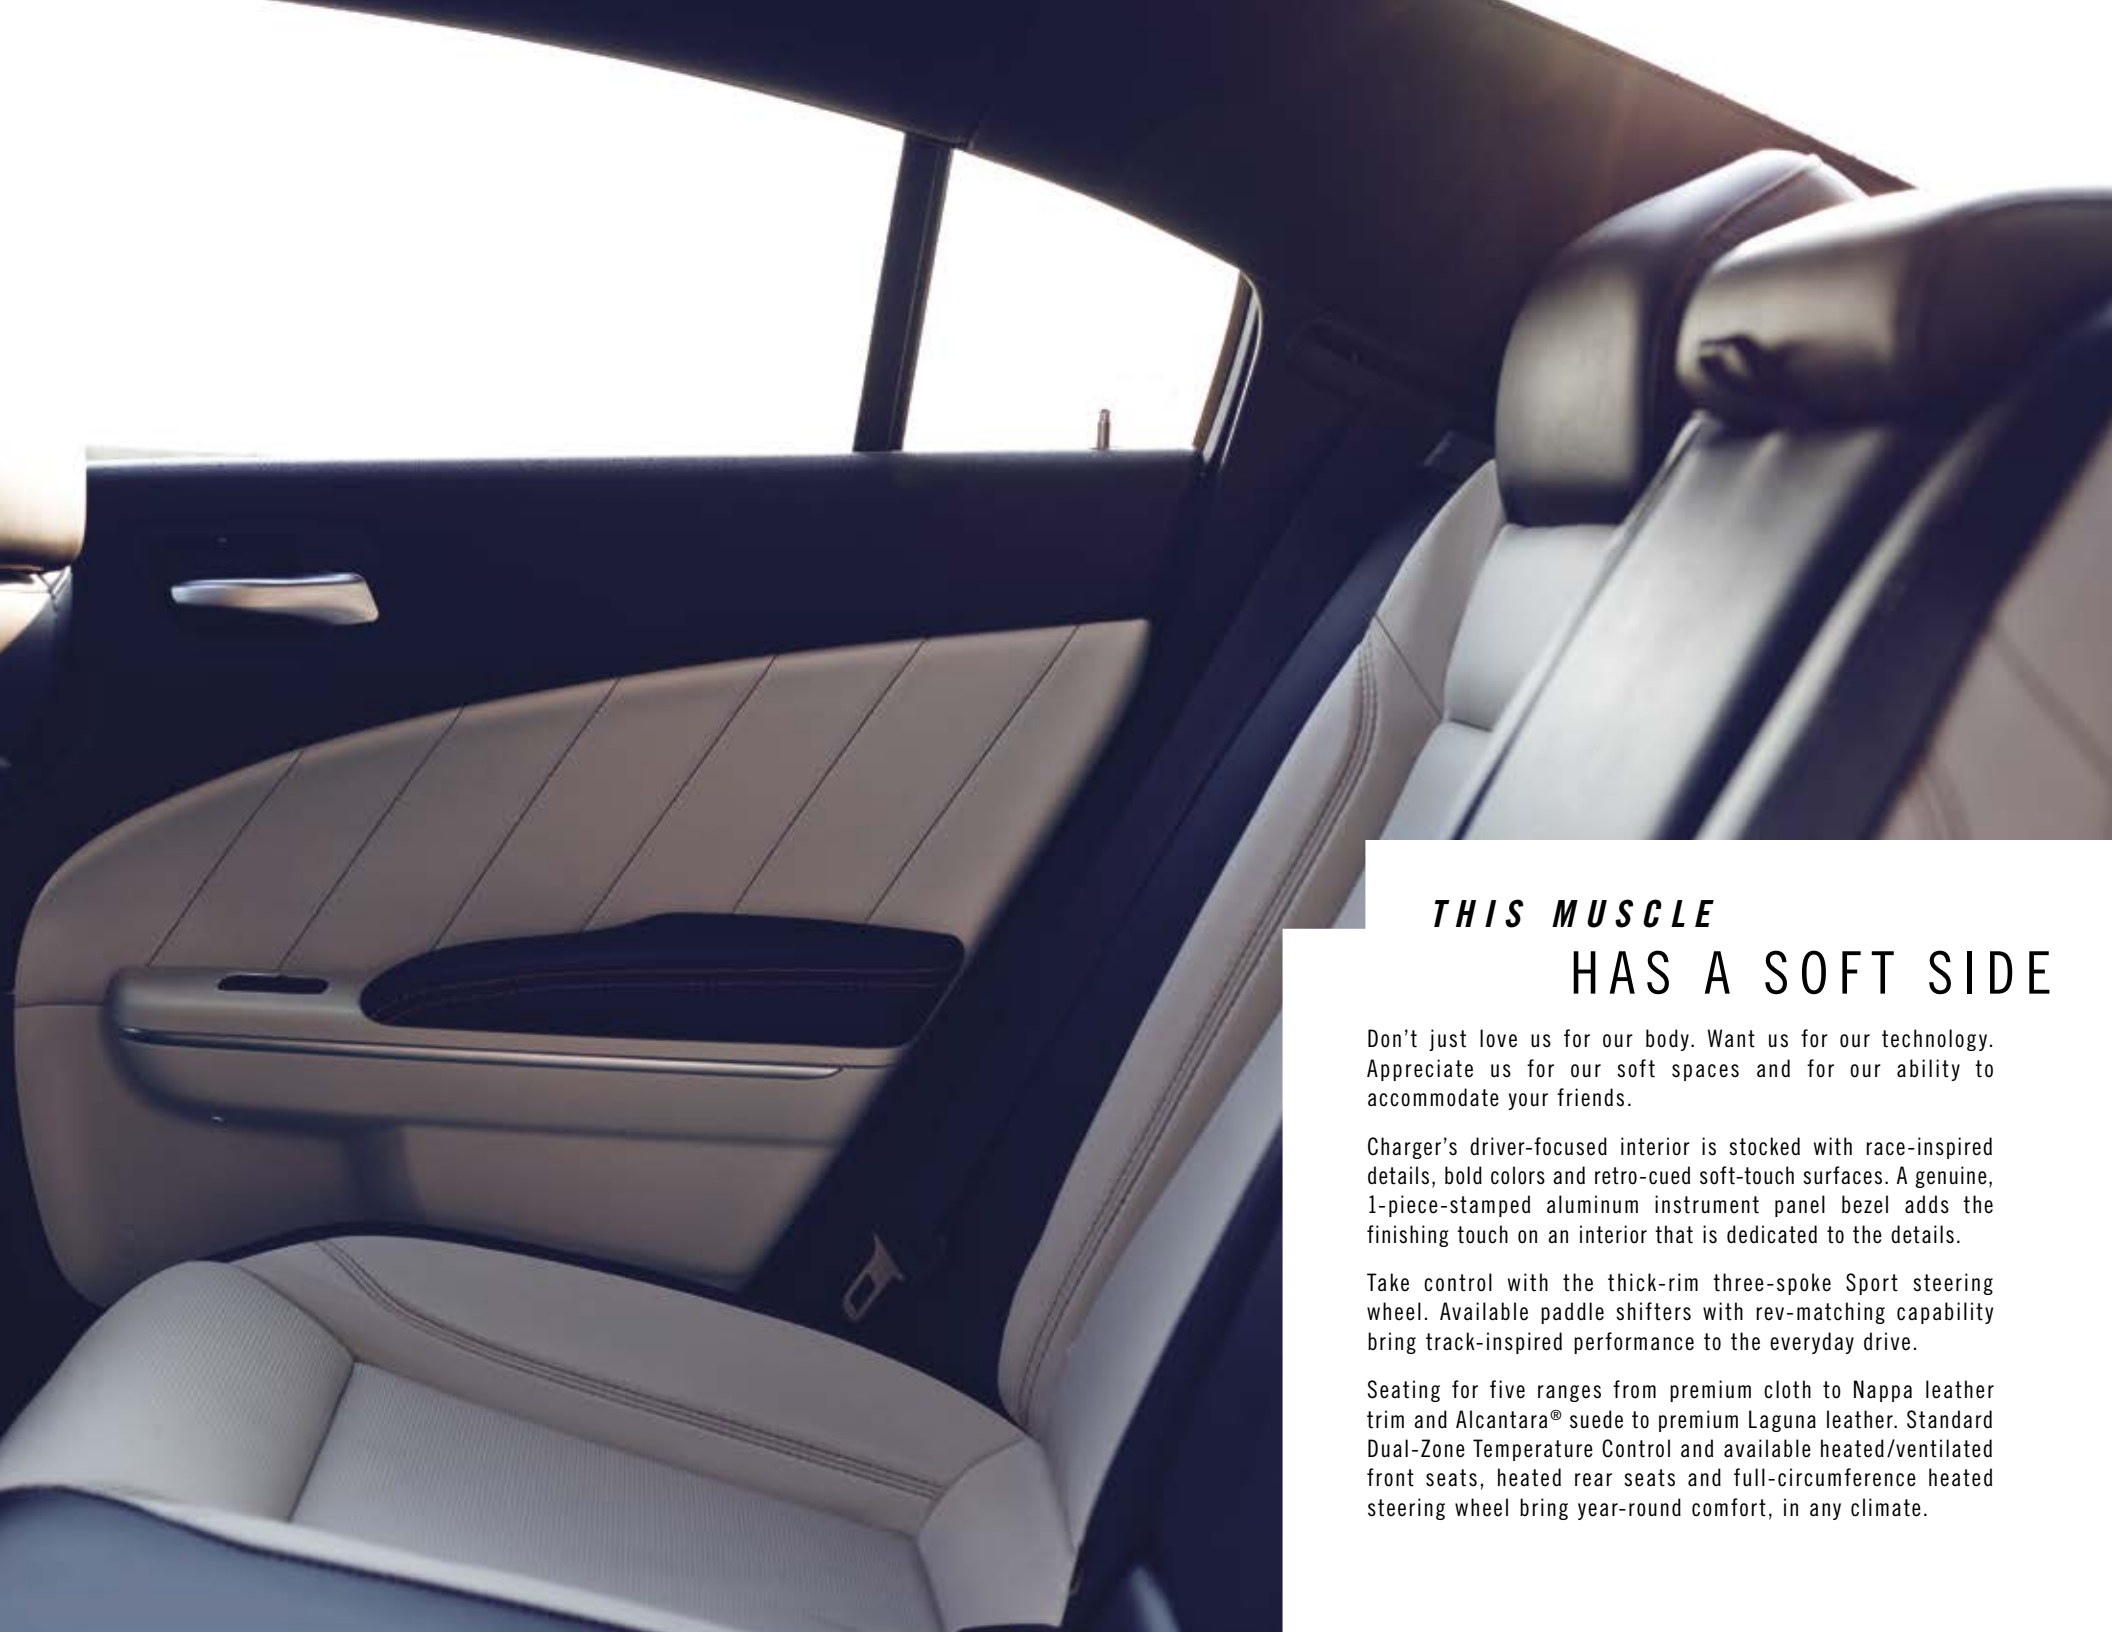 THIS MUSCLE
HAS A SOFT SIDE
Don’t just love us for our body. Want us for our technology.
Appreciate us for our soft spaces and for our ability to
accommodate your friends.
Charger’s driver-focused interior is stocked with race-inspired
details, bold colors and retro-cued soft-touch surfaces. A genuine,
1-piece-stamped aluminum instrument panel bezel adds the
finishing touch on an interior that is dedicated to the details.
Take control with the thick-rim three-spoke Sport steering
wheel. Available paddle shifters with rev-matching capability
bring track-inspired performance to the everyday drive.
Seating for five ranges from premium cloth to Nappa leather
trim and Alcantara® suede to premium Laguna leather. Standard
Dual-Zone Temperature Control and available heated/ventilated
front seats, heated rear seats and full-circumference heated
steering wheel bring year-round comfort, in any climate.